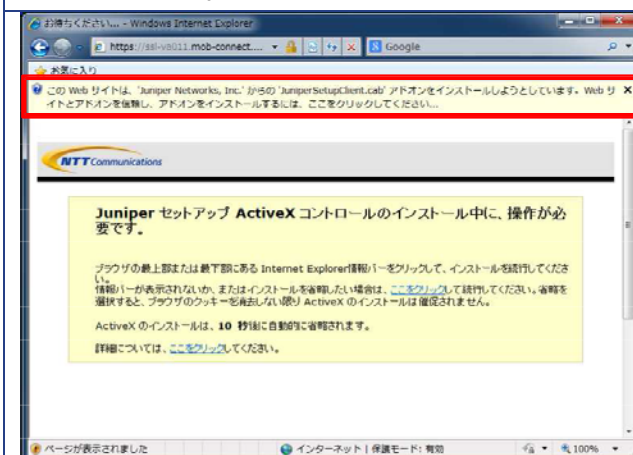 お待ちください... - Windows Internet Explorer
https://ssl-va011.mob-connect....
Google
お気に入り
この Web サイトは、'Juniper Networks, Inc.' からの 'JuniperSetupClient.cab' アドオンをインストールしようとしています。Web サ
イトとアドオンを信頼し、アドオンをインストールするには、ここをクリックしてください...
NTT Communications
Juniper セットアップ ActiveX コントロールのインストール中に、操作が必
要です。
ブラウザの最上部または最下部にある Internet Explorer情報バーをクリックして、インストールを続行してくださ
い。
情報バーが表示されないか、またはインストールを省略したい場合は、ここをクリックして続行してください。省略を
選択すると、ブラウザのクッキーを消去しない限り ActiveX のインストールは催促されません。
ActiveX のインストールは、10 秒後に自動的に省略されます。
詳細については、ここをクリックしてください。
ページが表示されました
インターネット | 保護モード: 有効
100%